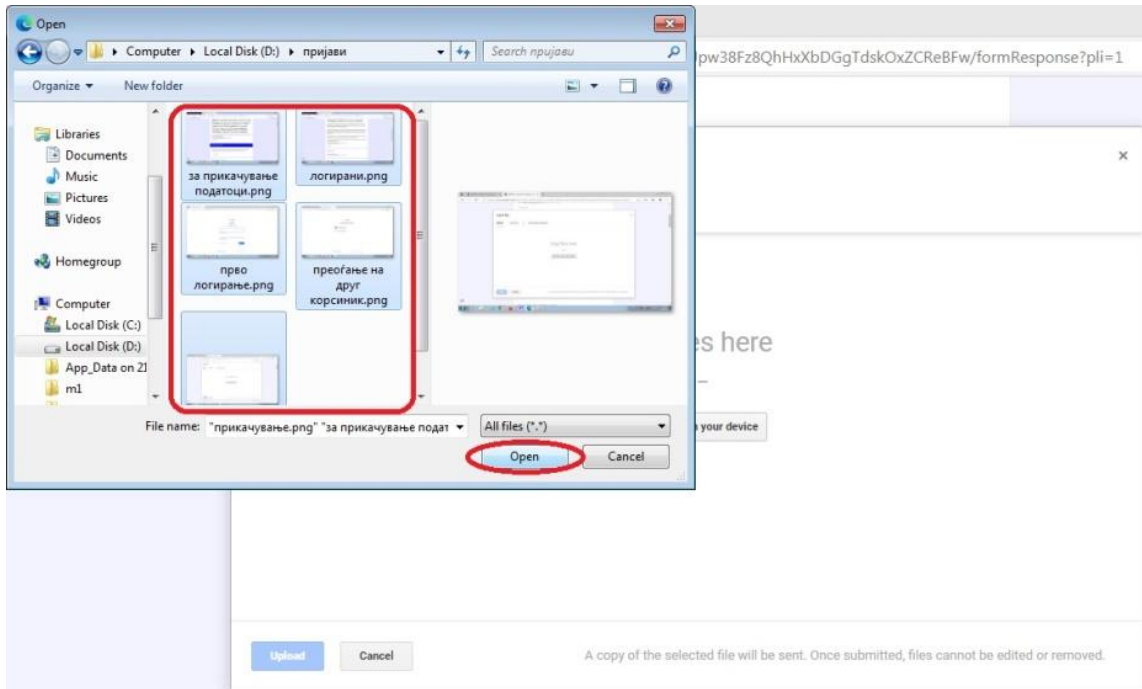 Open
Computer ▸ Local Disk (D:) ▸ пријави
Search пријави
Jpw38Fz8QhHxXbDGgTdskOxZCReBFw/formResponse?pli=1
Organize
New folder
Libraries
Documents
Music
Pictures
Videos
Homegroup
Computer
Local Disk (C:)
Local Disk (D:)
App_Data on 21
m1
за прикачување
податоци.png
логирани.png
прво
логирање.png
преоѓање на
друг
корсиник.png
es here
your device
File name:
"прикачување.png" "за прикачување подат
All files (*.*)
Open
Cancel
Upload
Cancel
A copy of the selected file will be sent. Once submitted, files cannot be edited or removed.